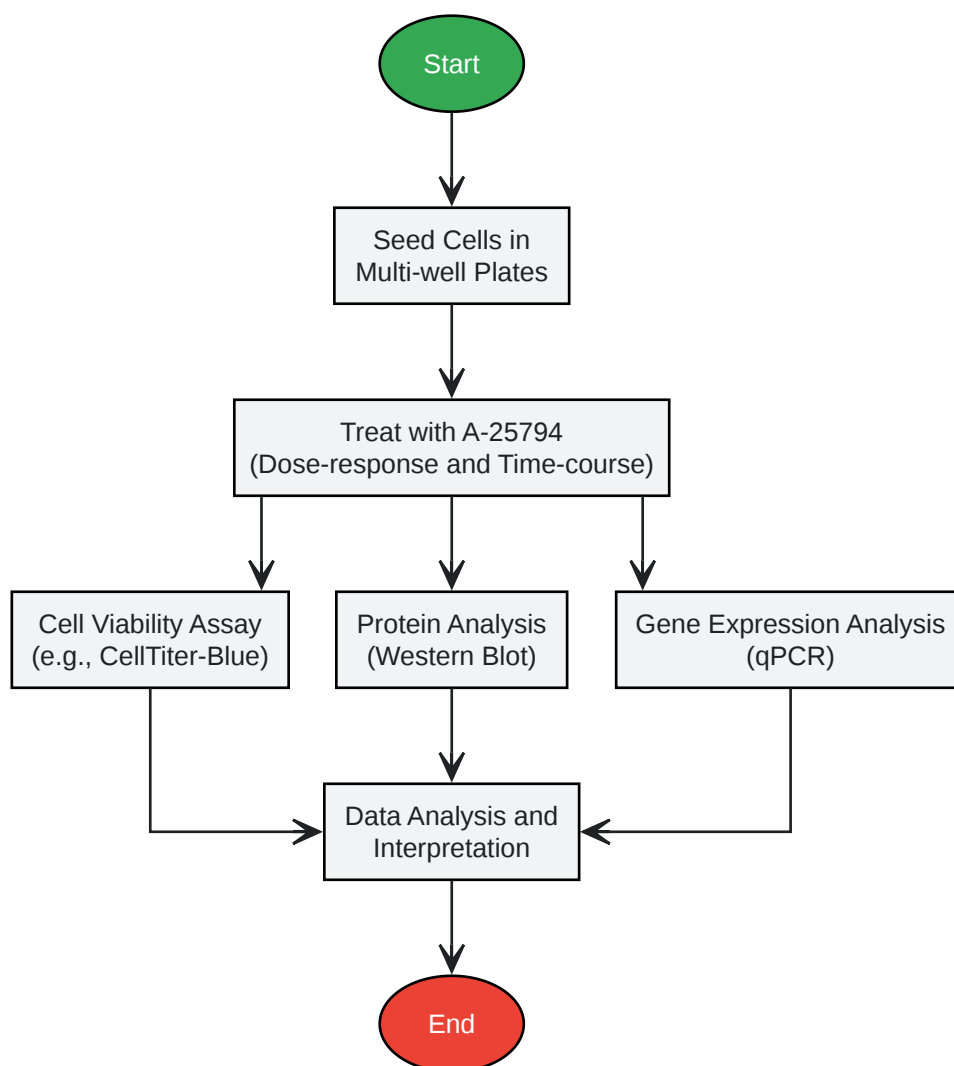 Start
Seed Cells in
Multi-well Plates
Treat with A-25794
(Dose-response and Time-course)
Cell Viability Assay
(e.g., CellTiter-Blue)
Protein Analysis
(Western Blot)
Gene Expression Analysis
(qPCR)
Data Analysis and
Interpretation
End